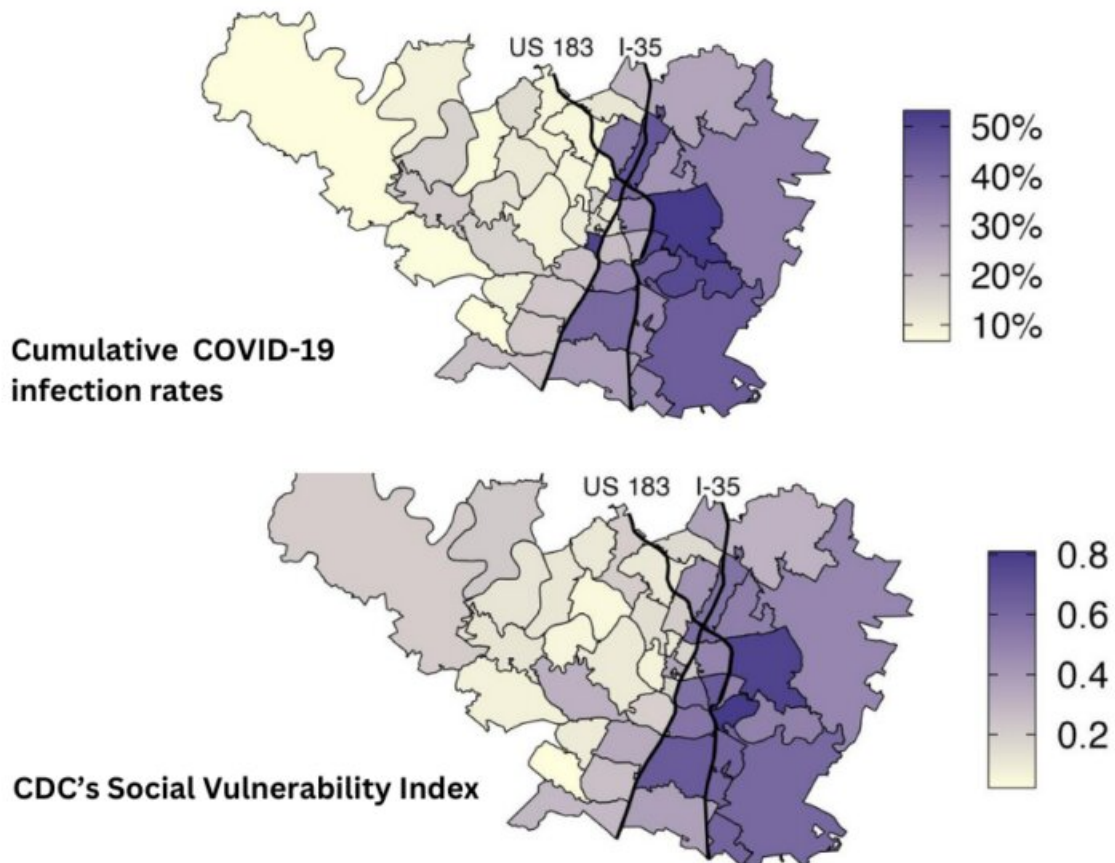 US 183 I-35
50%
40%
30%
20%
10%
Cumulative COVID-19
infection rates
US 183 I-35
0.8
0.6
0.4
0.2
CDC's Social Vulnerability Index